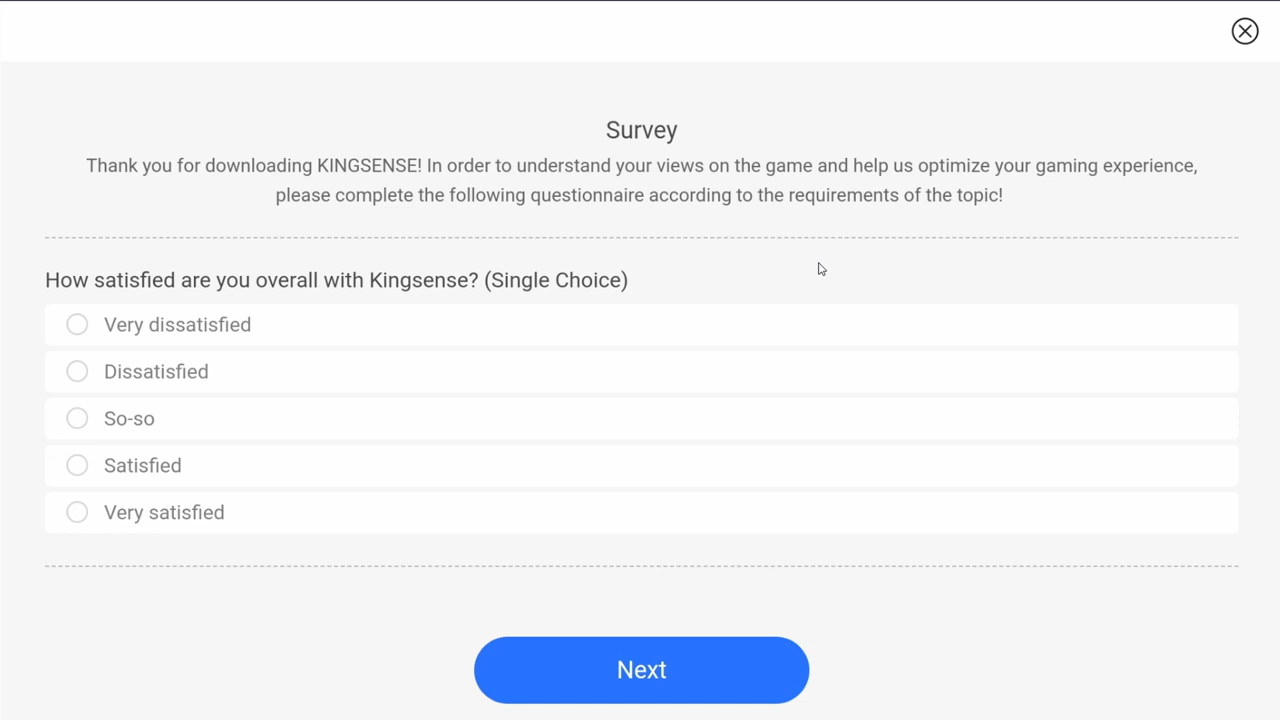 Survey
Thank you for downloading KINGSENSE! In order to understand your views on the game and help us optimize your gaming experience,
please complete the following questionnaire according to the requirements of the topic!
How satisfied are you overall with Kingsense? (Single Choice)
Very dissatisfied
Dissatisfied
So-so
Satisfied
Very satisfied
Next